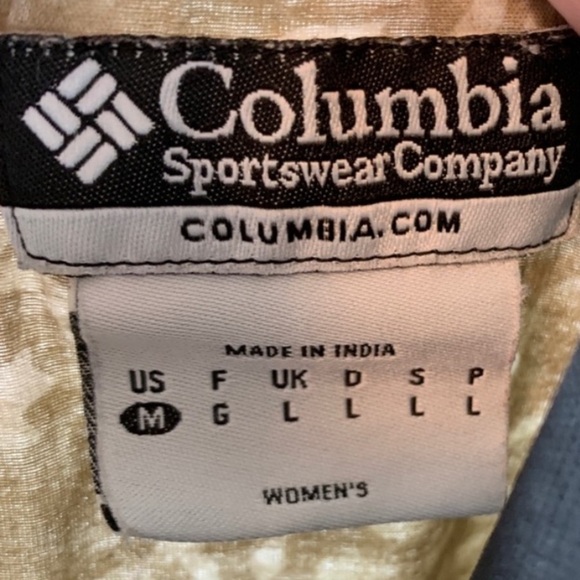 Columbia
Sportswear Company
COLUMBIA.COM
MADE IN INDIA
US F UK D S P
M G L L L L
WOMEN'S